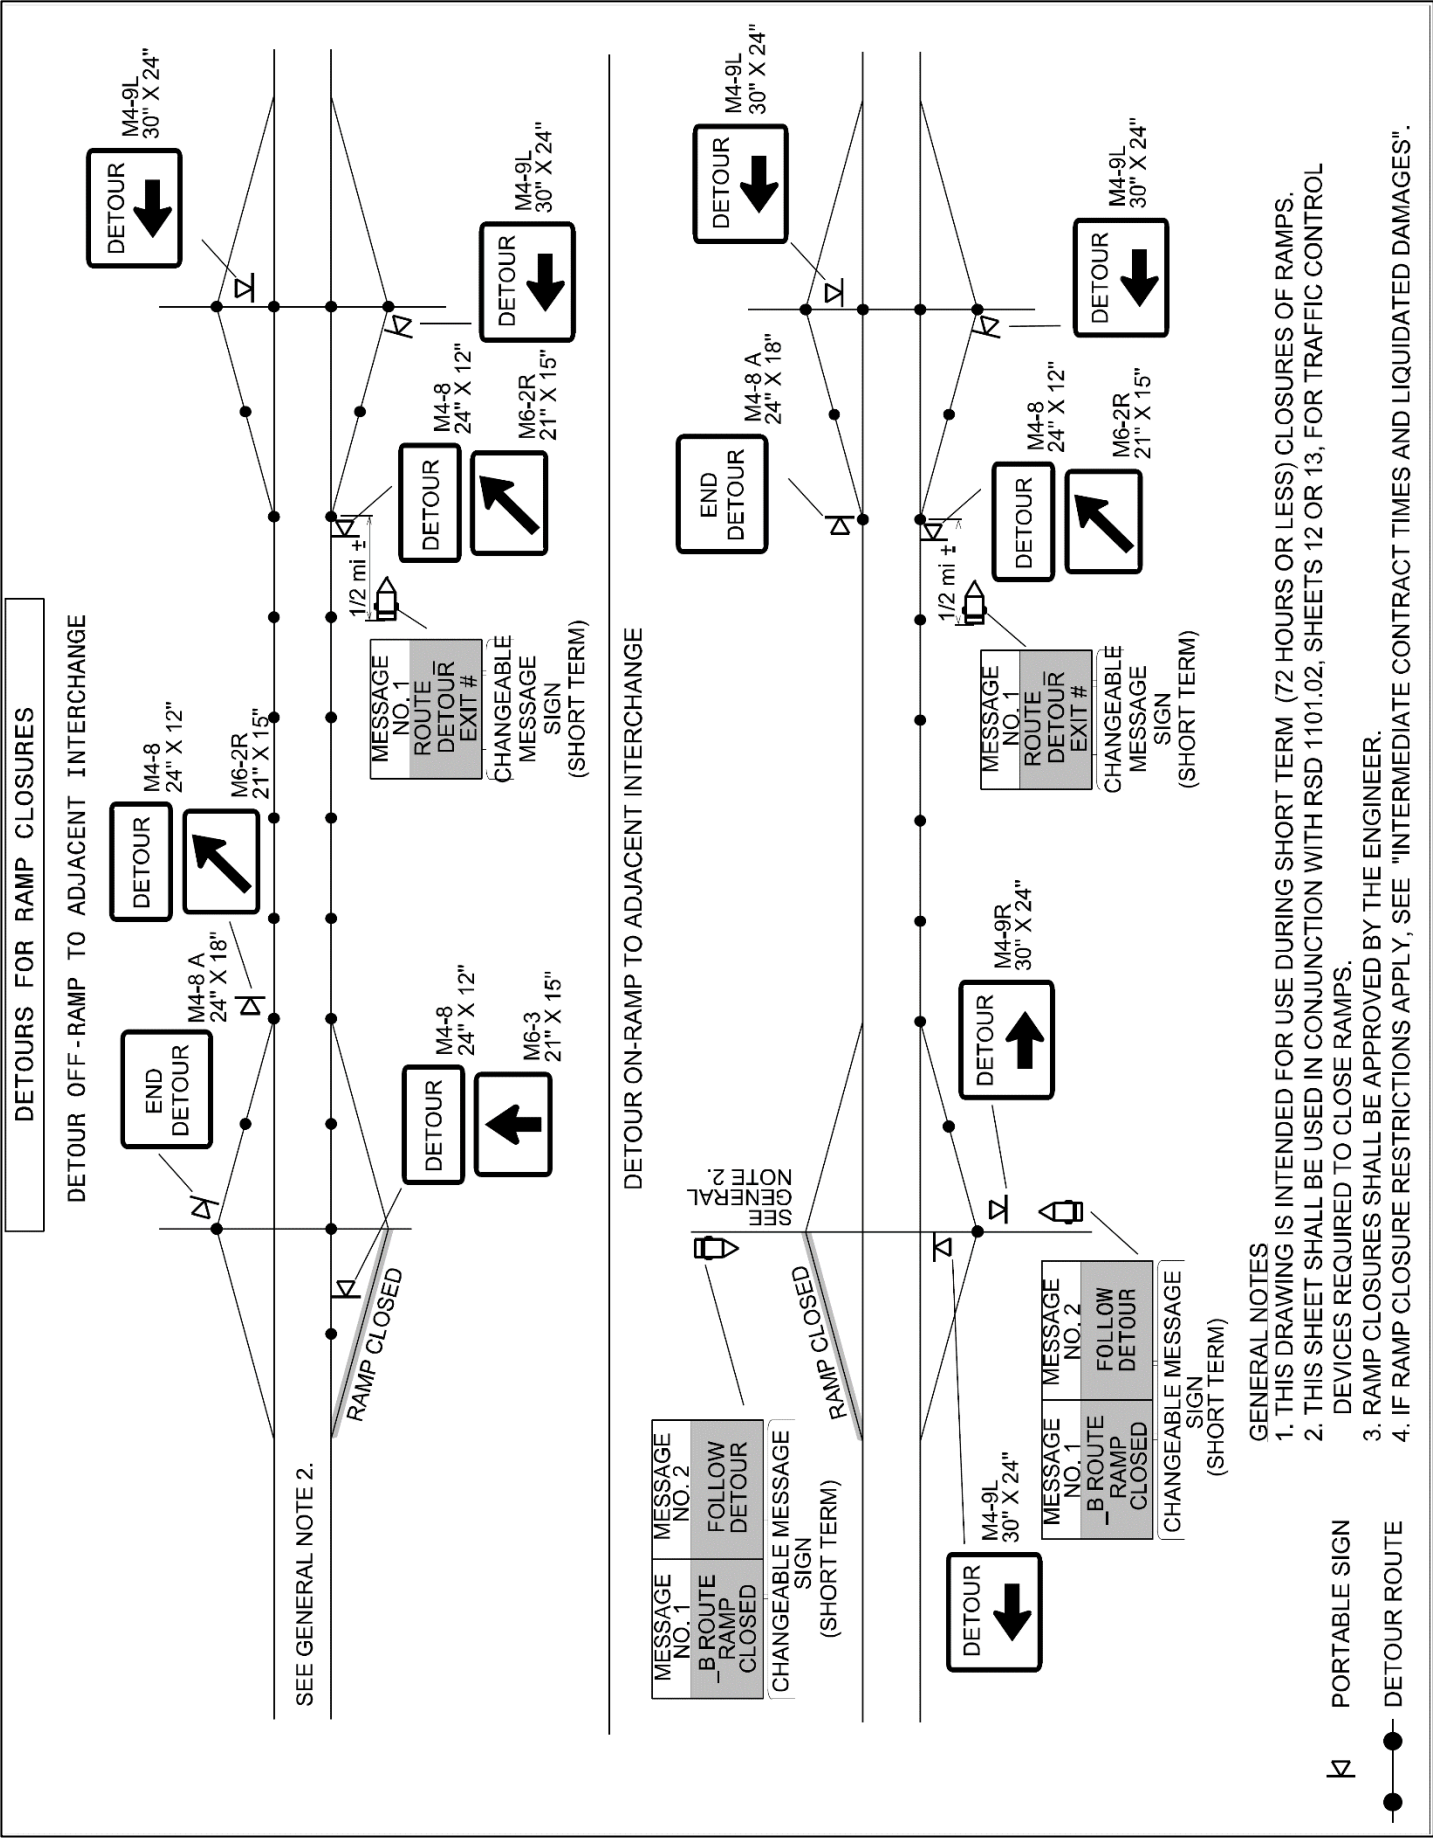 DETOURS FOR RAMP CLOSURES
DETOUR OFF-RAMP TO ADJACENT INTERCHANGE
SEE GENERAL NOTE 2.
RAMP CLOSED
END
DETOUR
M4-8 A
24" X 18"
DETOUR
M4-8
24" X 12"
M6-2R
21" X 15"
DETOUR
M4-9L
30" X 24"
DETOUR
M4-8
24" X 12"
M6-3
21" X 15"
MESSAGE
NO. 1
ROUTE
DETOUR
EXIT #_
CHANGEABLE
MESSAGE
SIGN
(SHORT TERM)
1/2 mi ±
DETOUR
M4-8
24" X 12"
M6-2R
21" X 15"
DETOUR
M4-9L
30" X 24"
DETOUR ON-RAMP TO ADJACENT INTERCHANGE
MESSAGE
NO. 1
MESSAGE
NO. 2
_B ROUTE
RAMP
CLOSED
FOLLOW
DETOUR
CHANGEABLE MESSAGE
SIGN
(SHORT TERM)
SEE
GENERAL
NOTE 2.
RAMP CLOSED
END
DETOUR
M4-8 A
24" X 18"
DETOUR
M4-9L
30" X 24"
DETOUR
M4-9L
30" X 24"
MESSAGE
NO. 1
MESSAGE
NO. 2
_B ROUTE
RAMP
CLOSED
FOLLOW
DETOUR
CHANGEABLE MESSAGE
SIGN
(SHORT TERM)
DETOUR
M4-9R
30" X 24"
MESSAGE
NO. 1
ROUTE
DETOUR
EXIT #_
CHANGEABLE
MESSAGE
SIGN
(SHORT TERM)
1/2 mi ±
DETOUR
M4-8
24" X 12"
M6-2R
21" X 15"
DETOUR
M4-9L
30" X 24"
PORTABLE SIGN
DETOUR ROUTE
GENERAL NOTES
1. THIS DRAWING IS INTENDED FOR USE DURING SHORT TERM (72 HOURS OR LESS) CLOSURES OF RAMPS.
2. THIS SHEET SHALL BE USED IN CONJUNCTION WITH RSD 1101.02, SHEETS 12 OR 13, FOR TRAFFIC CONTROL
DEVICES REQUIRED TO CLOSE RAMPS.
3. RAMP CLOSURES SHALL BE APPROVED BY THE ENGINEER.
4. IF RAMP CLOSURE RESTRICTIONS APPLY, SEE "INTERMEDIATE CONTRACT TIMES AND LIQUIDATED DAMAGES".